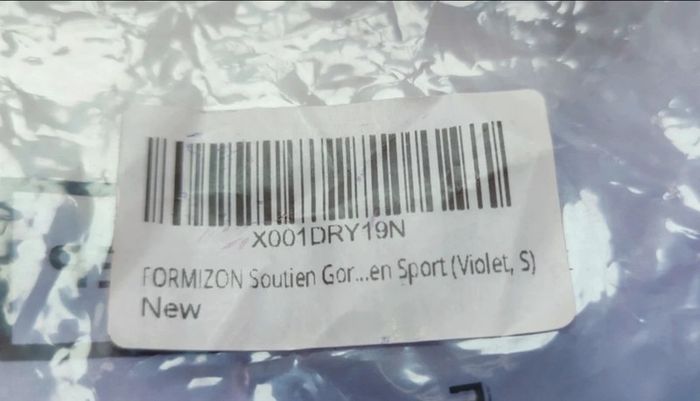 X001DRY19N
FORMIZON Soutien Gor...en Sport (Violet, S)
New